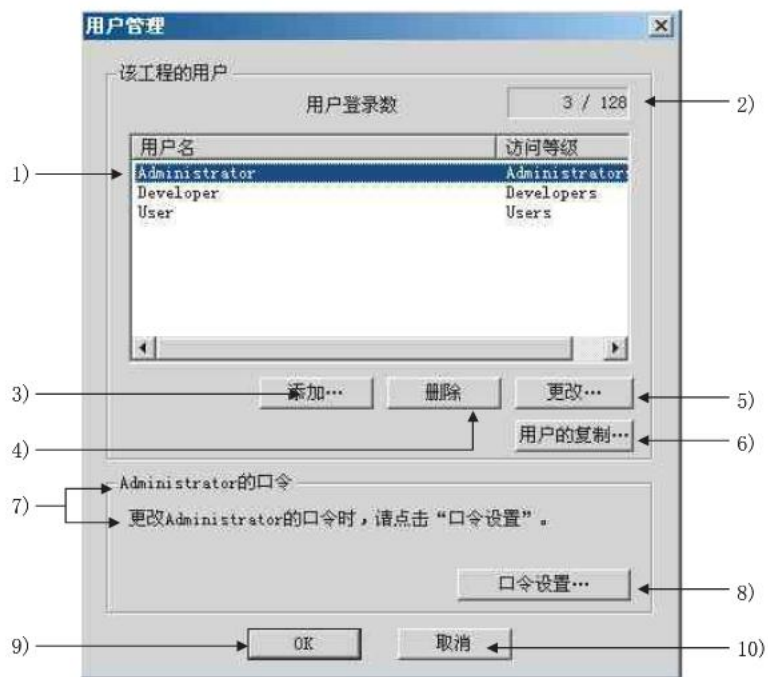 用户管理
该工程的用户
用户登录数 3 / 128 2)
用户名 访问等级
1) Administrator Administrators
Developer Developers
User Users
3) 添加… 删除 更改… 5)
4) 用户的复制… 6)
Administrator的口令
7) 更改Administrator的口令时，请点击“口令设置”。
口令设置… 8)
9) OK 取消 10)